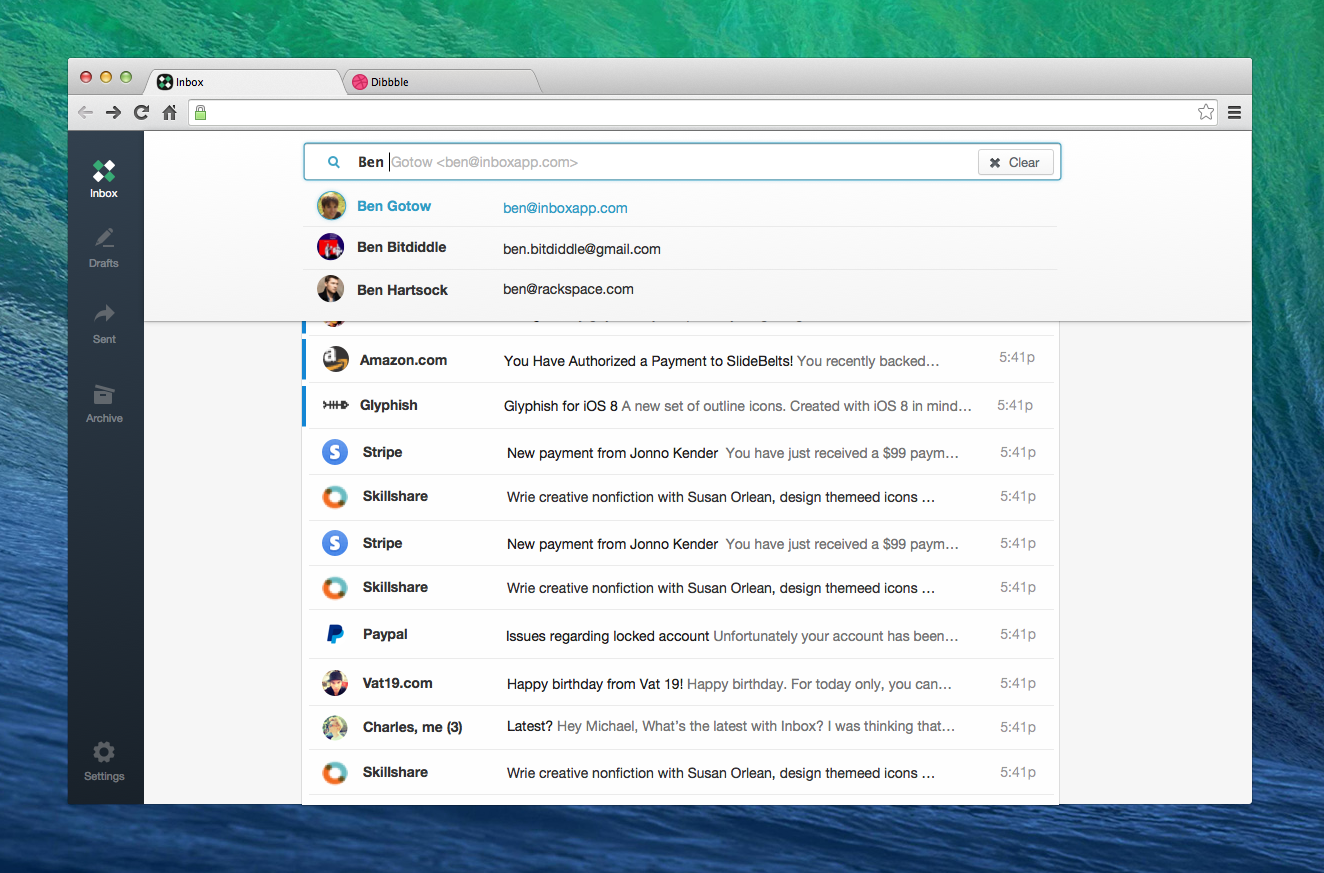 Inbox
Dibbble
Ben Gotow <ben@inboxapp.com>
Clear
Inbox
Drafts
Sent
Archive
Settings
Ben Gotow ben@inboxapp.com
Ben Bitdiddle ben.bitdiddle@gmail.com
Ben Hartsock ben@rackspace.com
Amazon.com You Have Authorized a Payment to SlideBelts! You recently backed… 5:41p
Glyphish Glyphish for iOS 8 A new set of outline icons. Created with iOS 8 in mind… 5:41p
Stripe New payment from Jonno Kender You have just received a $99 paym… 5:41p
Skillshare Wrie creative nonfiction with Susan Orlean, design themeed icons … 5:41p
Stripe New payment from Jonno Kender You have just received a $99 paym… 5:41p
Skillshare Wrie creative nonfiction with Susan Orlean, design themeed icons … 5:41p
Paypal Issues regarding locked account Unfortunately your account has been… 5:41p
Vat19.com Happy birthday from Vat 19! Happy birthday. For today only, you can… 5:41p
Charles, me (3) Latest? Hey Michael, What's the latest with Inbox? I was thinking that… 5:41p
Skillshare Wrie creative nonfiction with Susan Orlean, design themeed icons … 5:41p